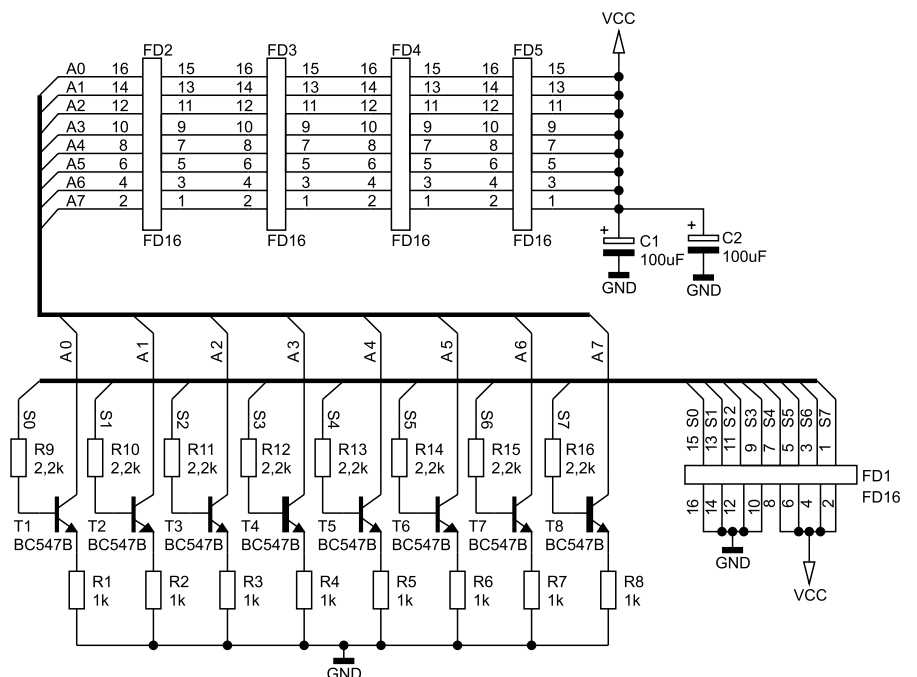 VCC
FD2 FD3 FD4 FD5
A0 16 15 16 15 16 15 16 15
A1 14 13 14 13 14 13 14 13
A2 12 11 12 11 12 11 12 11
A3 10 9 10 9 10 9 10 9
A4 8 7 8 7 8 7 8 7
A5 6 5 6 5 6 5 6 5
A6 4 3 4 3 4 3 4 3
A7 2 1 2 1 2 1 2 1
FD16 FD16 FD16 FD16
+ C1 100uF
+ C2 100uF
GND GND
A0 A1 A2 A3 A4 A5 A6 A7
S0 S1 S2 S3 S4 S5 S6 S7
R9 R10 R11 R12 R13 R14 R15 R16
2,2k 2,2k 2,2k 2,2k 2,2k 2,2k 2,2k 2,2k
T1 T2 T3 T4 T5 T6 T7 T8
BC547B BC547B BC547B BC547B BC547B BC547B BC547B BC547B
R1 R2 R3 R4 R5 R6 R7 R8
1k 1k 1k 1k 1k 1k 1k 1k
GND
S0 S1 S2 S3 S4 S5 S6 S7
15 13 11 9 7 5 3 1
FD1
FD16
16 14 12 10 8 6 4 2
GND
VCC